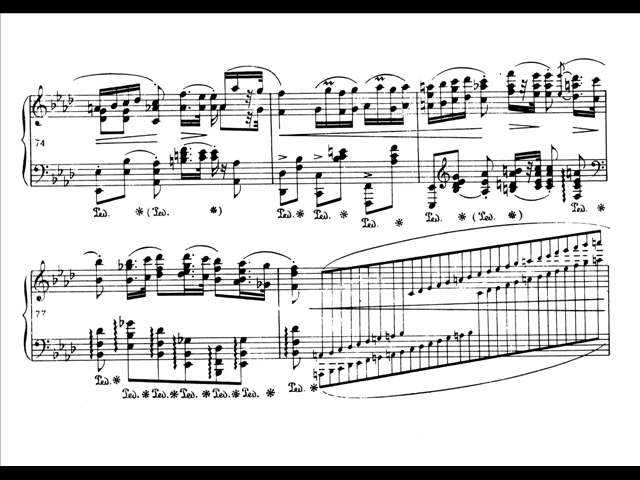 74
Ped. * (Ped. *) Ped. * Ped. * Ped. * Ped. * (Ped. *) Ped. *
77
Ped. * Ped. *
Ped. * Ped. * Ped. * Ped. * Ped. *